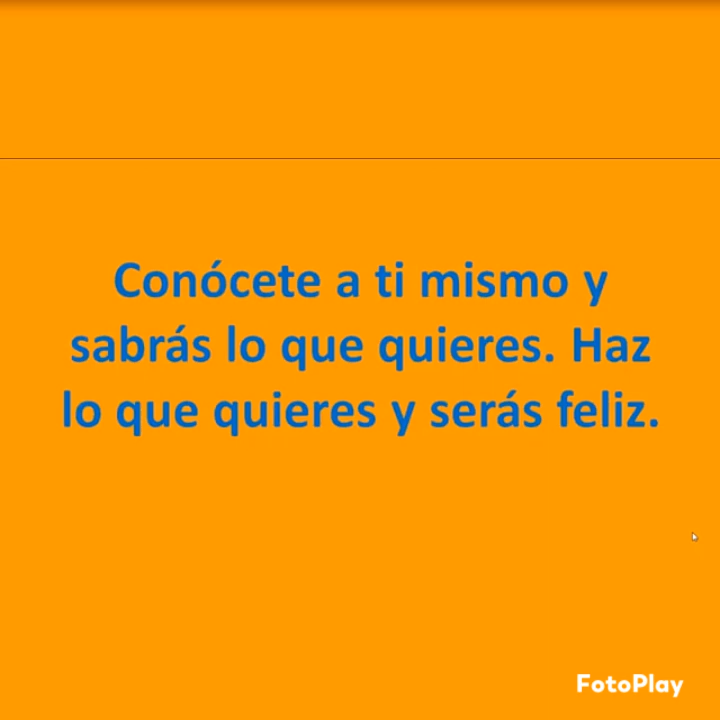 Conócete a ti mismo y
sabrás lo que quieres. Haz
lo que quieres y serás feliz.
FotoPlay